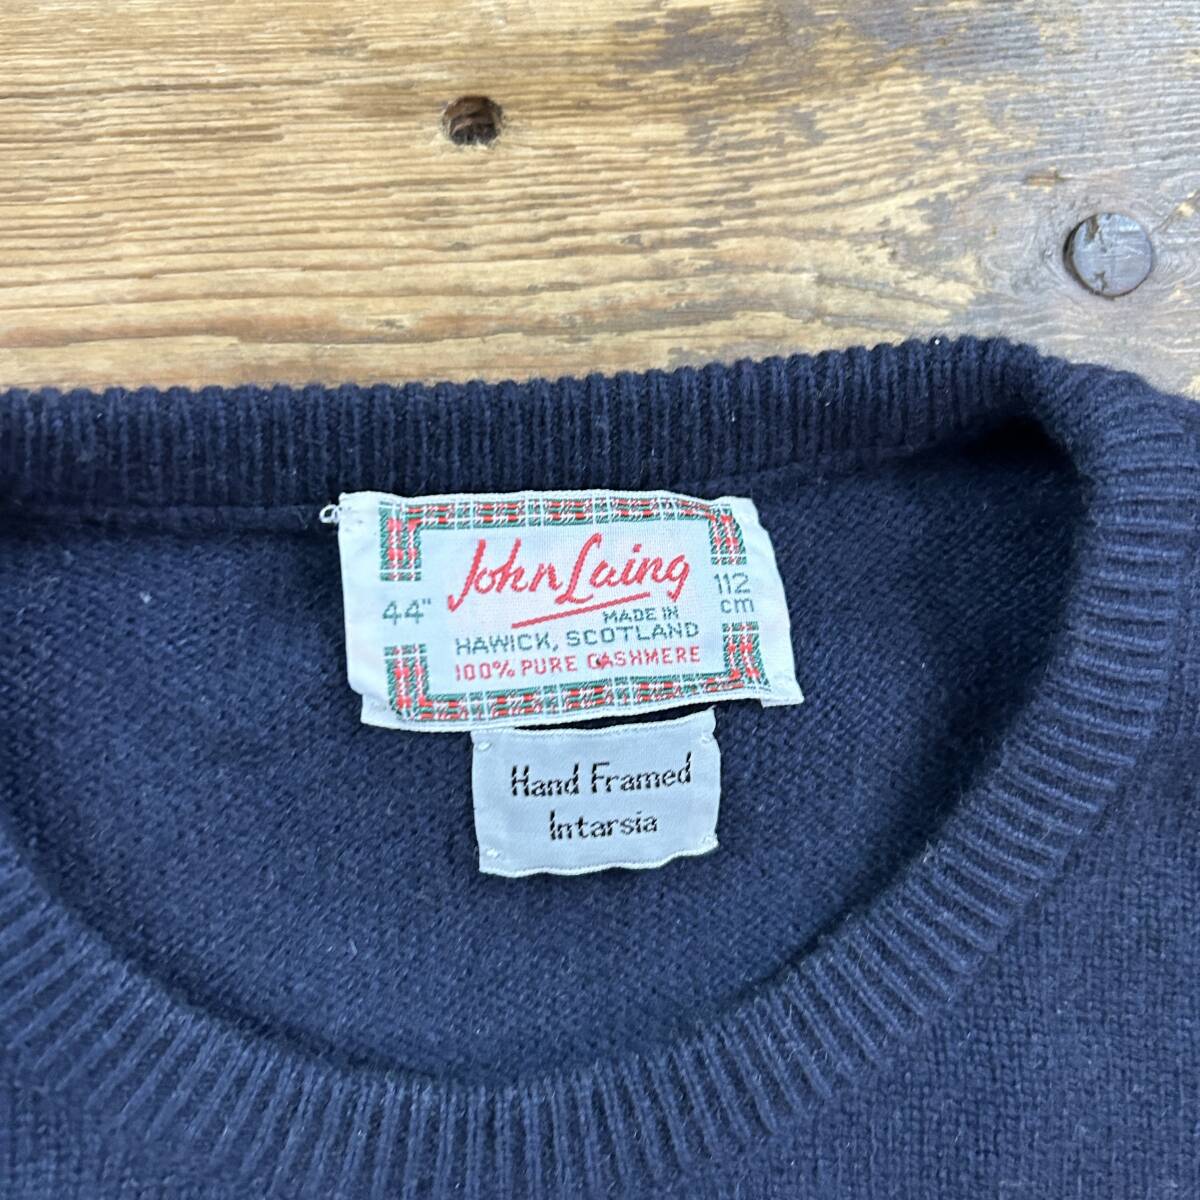 John Laing
44" 112 cm
MADE IN
HAWICK, SCOTLAND
100% PURE CASHMERE
Hand Framed
Intarsia